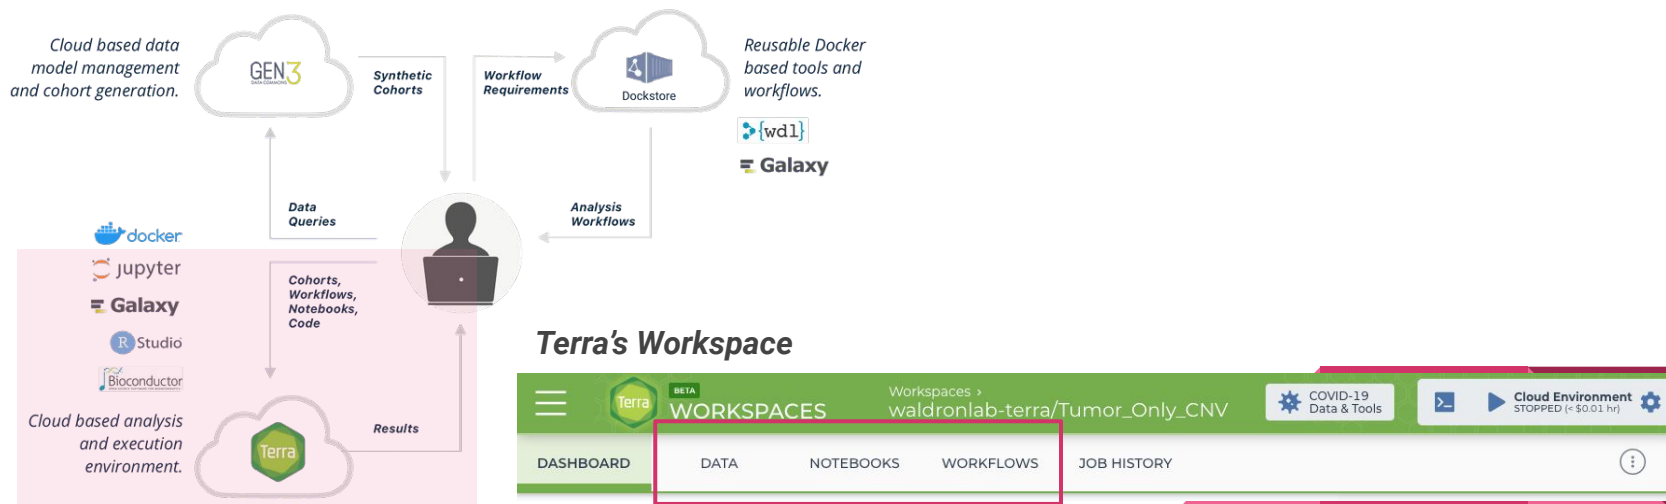 Cloud based data
model management
and cohort generation.
GEN3
DATA COMMONS
Synthetic
Cohorts
Workflow
Requirements
Dockstore
Reusable Docker
based tools and
workflows.
{wdl}
Galaxy
Data
Queries
Analysis
Workflows
docker
jupyter
Galaxy
R Studio
Bioconductor
Cohorts,
Workflows,
Notebooks,
Code
Cloud based analysis
and execution
environment.
Terra
Results
Terra's Workspace
Terra
BETA
WORKSPACES
Workspaces ›
waldronlab-terra/Tumor_Only_CNV
COVID-19
Data & Tools
Cloud Environment
STOPPED (< $0.01 hr)
DASHBOARD
DATA
NOTEBOOKS
WORKFLOWS
JOB HISTORY